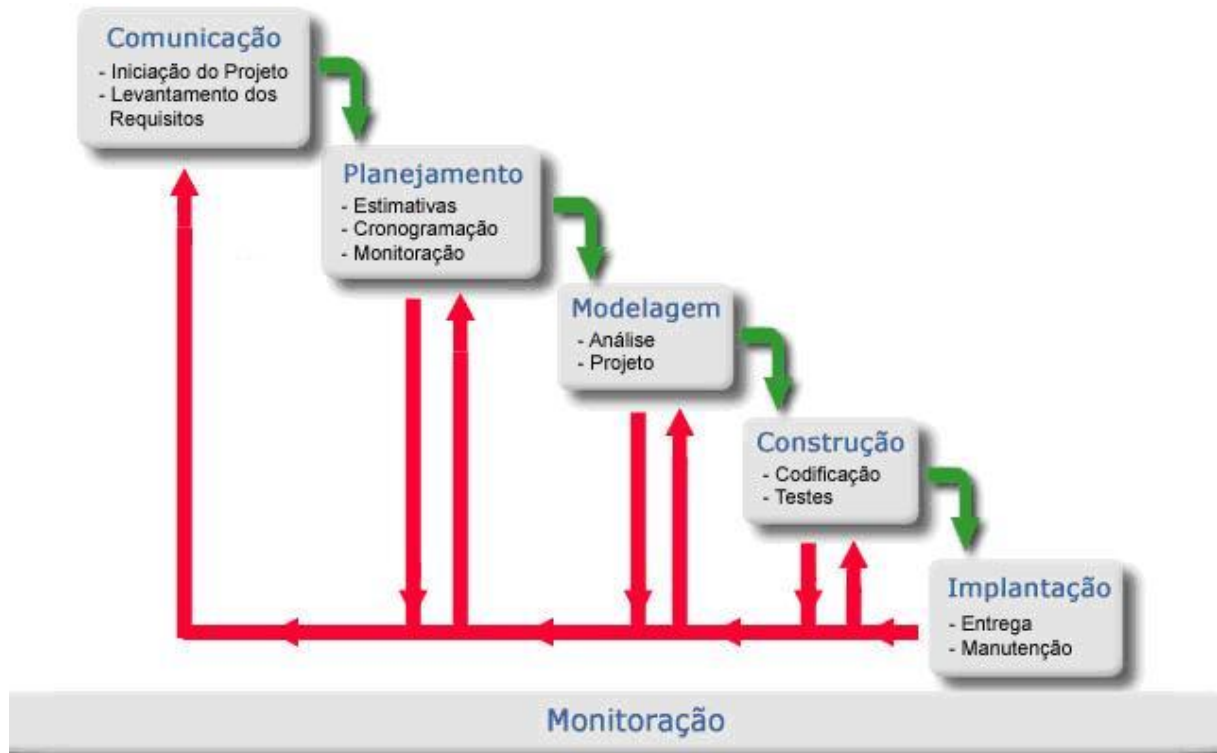 Comunicação
- Iniciação do Projeto
- Levantamento dos
Requisitos
Planejamento
- Estimativas
- Cronogramação
- Monitoração
Modelagem
- Análise
- Projeto
Construção
- Codificação
- Testes
Implantação
- Entrega
- Manutenção
Monitoração